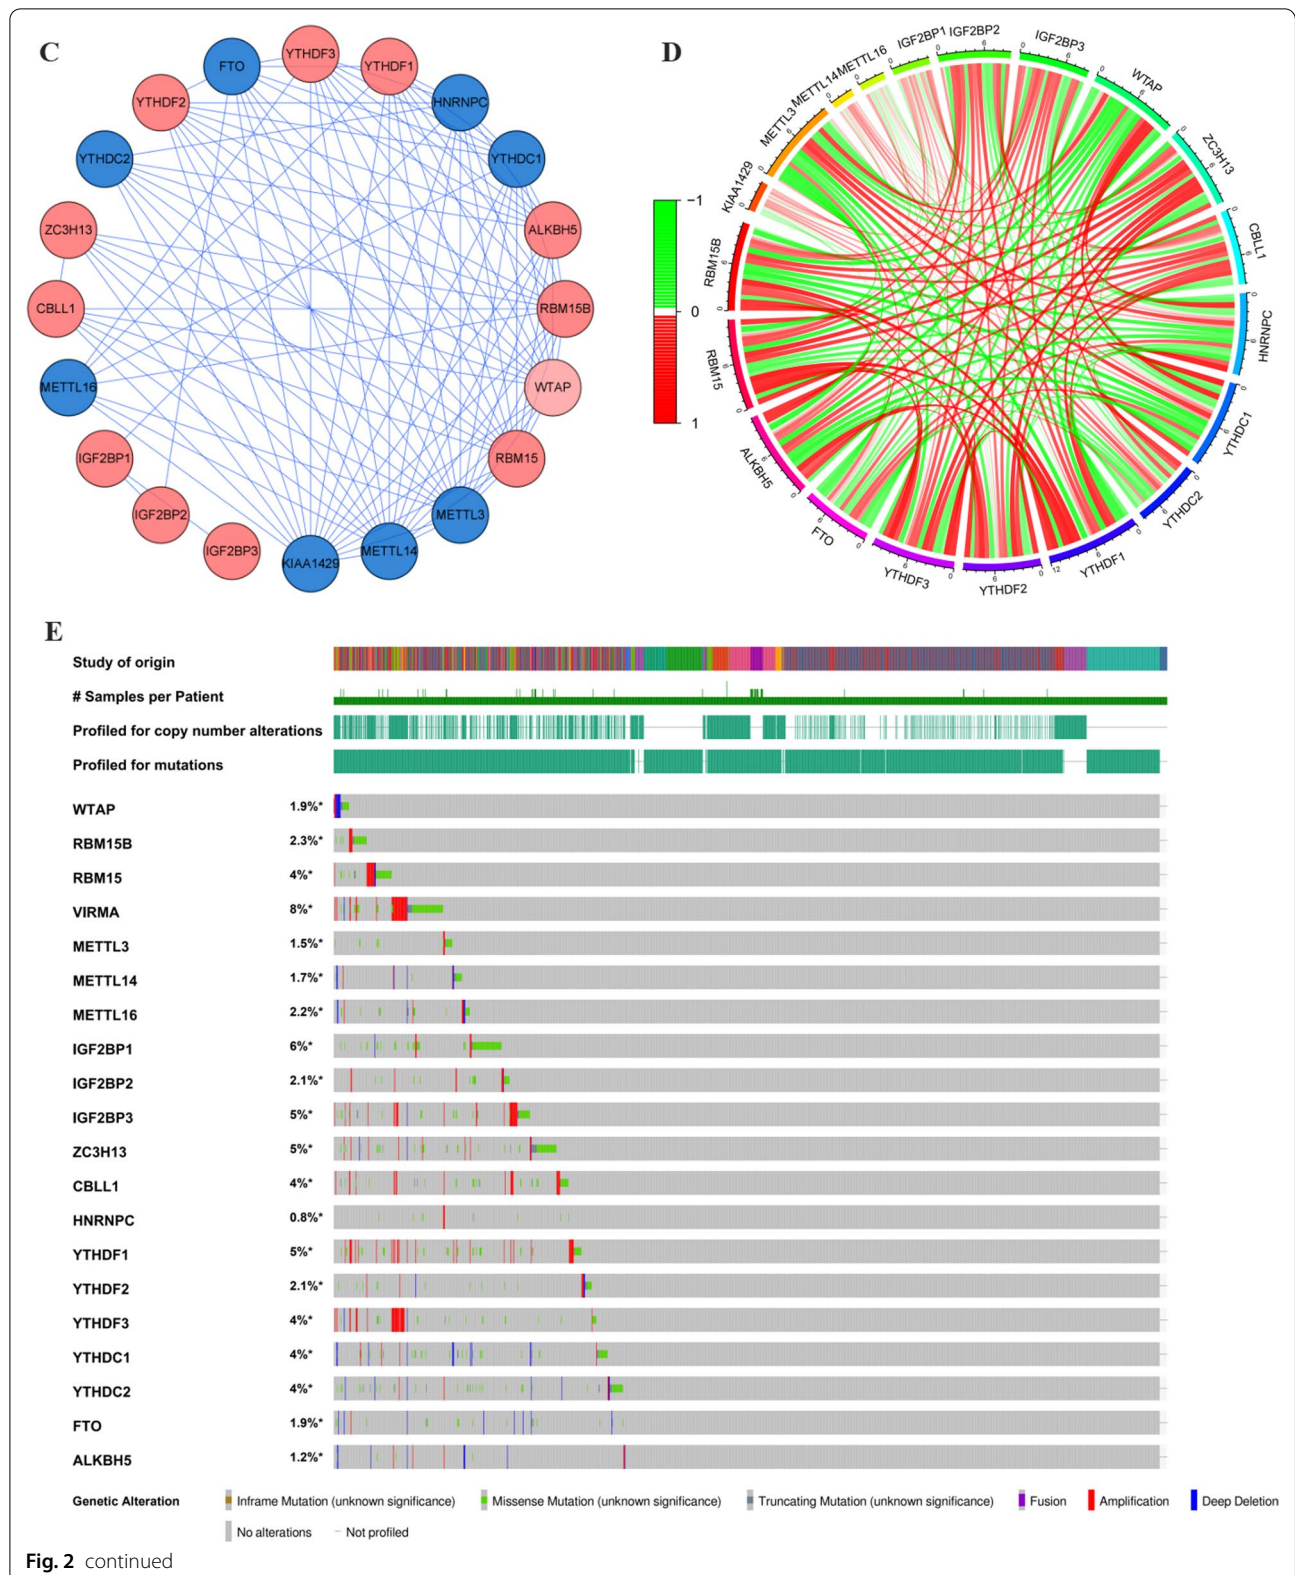 C
YTHDF3
FTO
YTHDF1
YTHDF2
HNRNPC
YTHDC2
YTHDC1
ZC3H13
ALKBH5
CBLL1
RBM15B
METTL16
WTAP
IGF2BP1
RBM15
IGF2BP2
METTL3
IGF2BP3
METTL14
KIAA1429
D
−1
0
1
IGF2BP1
IGF2BP2
IGF2BP3
WTAP
ZC3H13
CBLL1
HNRNPC
YTHDC1
YTHDC2
YTHDF1
YTHDF2
YTHDF3
FTO
ALKBH5
RBM15
RBM15B
KIAA1429
METTL3
METTL14
METTL16
E
Study of origin
# Samples per Patient
Profiled for copy number alterations
Profiled for mutations
WTAP 1.9%*
RBM15B 2.3%*
RBM15 4%*
VIRMA 8%*
METTL3 1.5%*
METTL14 1.7%*
METTL16 2.2%*
IGF2BP1 6%*
IGF2BP2 2.1%*
IGF2BP3 5%*
ZC3H13 5%*
CBLL1 4%*
HNRNPC 0.8%*
YTHDF1 5%*
YTHDF2 2.1%*
YTHDF3 4%*
YTHDC1 4%*
YTHDC2 4%*
FTO 1.9%*
ALKBH5 1.2%*
Genetic Alteration Inframe Mutation (unknown significance) Missense Mutation (unknown significance) Truncating Mutation (unknown significance) Fusion Amplification Deep Deletion
No alterations Not profiled
Fig. 2 continued